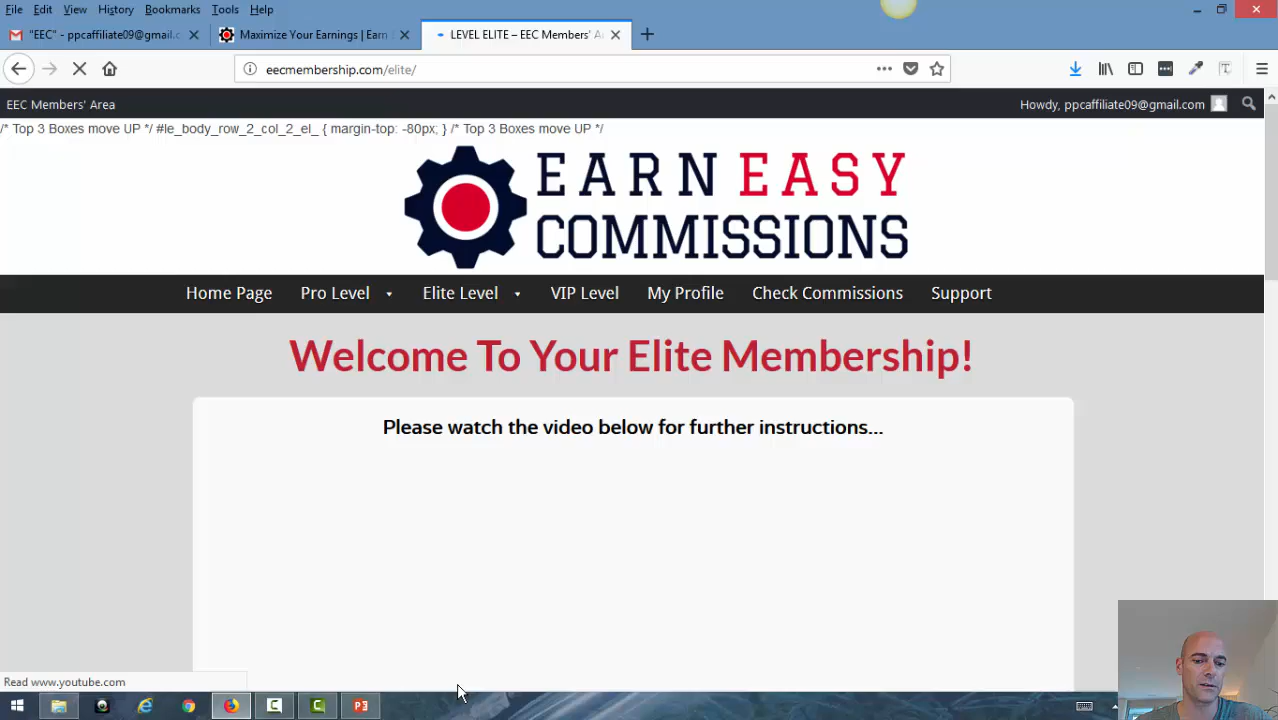 File Edit View History Bookmarks Tools Help
"EEC" - ppcaffiliate09@gmail.c
Maximize Your Earnings | Earn
LEVEL ELITE – EEC Members' A
eecmembership.com/elite/
EEC Members' Area
Howdy, ppcaffiliate09@gmail.com
/* Top 3 Boxes move UP */ #le_body_row_2_col_2_el_ { margin-top: -80px; } /* Top 3 Boxes move UP */
EARN EASY
COMMISSIONS
Home Page Pro Level Elite Level VIP Level My Profile Check Commissions Support
Welcome To Your Elite Membership!
Please watch the video below for further instructions...
Read www.youtube.com